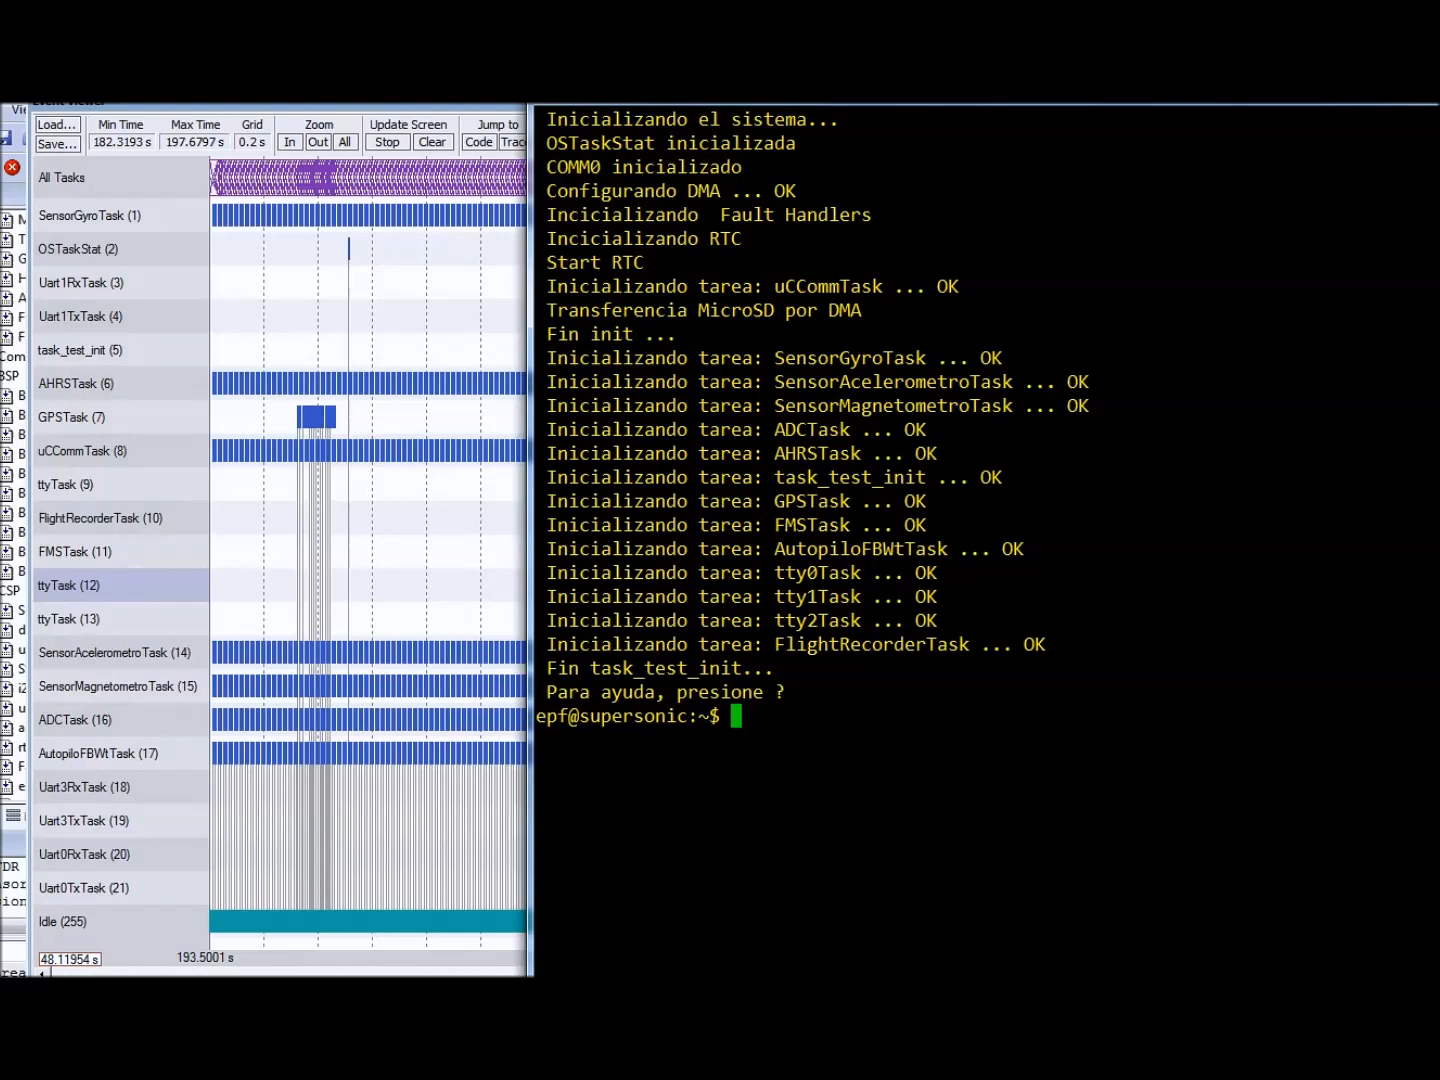 Event Viewer
Load...
Save...
Min Time
182.3193 s
Max Time
197.6797 s
Grid
0.2 s
Zoom
In Out All
Update Screen
Stop Clear
Jump to
Code Trac
All Tasks
SensorGyroTask (1)
OSTaskStat (2)
Uart1RxTask (3)
Uart1TxTask (4)
task_test_init (5)
AHRSTask (6)
GPSTask (7)
uCCommTask (8)
ttyTask (9)
FlightRecorderTask (10)
FMSTask (11)
ttyTask (12)
ttyTask (13)
SensorAcelerometroTask (14)
SensorMagnetometroTask (15)
ADCTask (16)
AutopiloFBWtTask (17)
Uart3RxTask (18)
Uart3TxTask (19)
Uart0RxTask (20)
Uart0TxTask (21)
Idle (255)
48.11954 s
193.5001 s
Inicializando el sistema...
OSTaskStat inicializada
COMM0 inicializado
Configurando DMA ... OK
Incicializando  Fault Handlers
Incicializando RTC
Start RTC
Inicializando tarea: uCCommTask ... OK
Transferencia MicroSD por DMA
Fin init ...
Inicializando tarea: SensorGyroTask ... OK
Inicializando tarea: SensorAcelerometroTask ... OK
Inicializando tarea: SensorMagnetometroTask ... OK
Inicializando tarea: ADCTask ... OK
Inicializando tarea: AHRSTask ... OK
Inicializando tarea: task_test_init ... OK
Inicializando tarea: GPSTask ... OK
Inicializando tarea: FMSTask ... OK
Inicializando tarea: AutopiloFBWtTask ... OK
Inicializando tarea: tty0Task ... OK
Inicializando tarea: tty1Task ... OK
Inicializando tarea: tty2Task ... OK
Inicializando tarea: FlightRecorderTask ... OK
Fin task_test_init...
Para ayuda, presione ?
epf@supersonic:~$